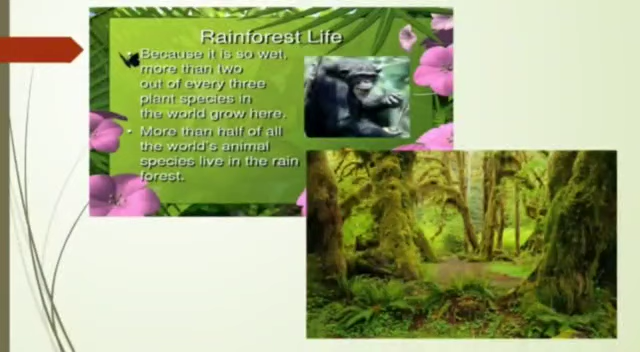 Rainforest Life
• Because it is so wet,
more than two
out of every three
plant species in
the world grow here.
• More than half of all
the world's animal
species live in the rain
forest.